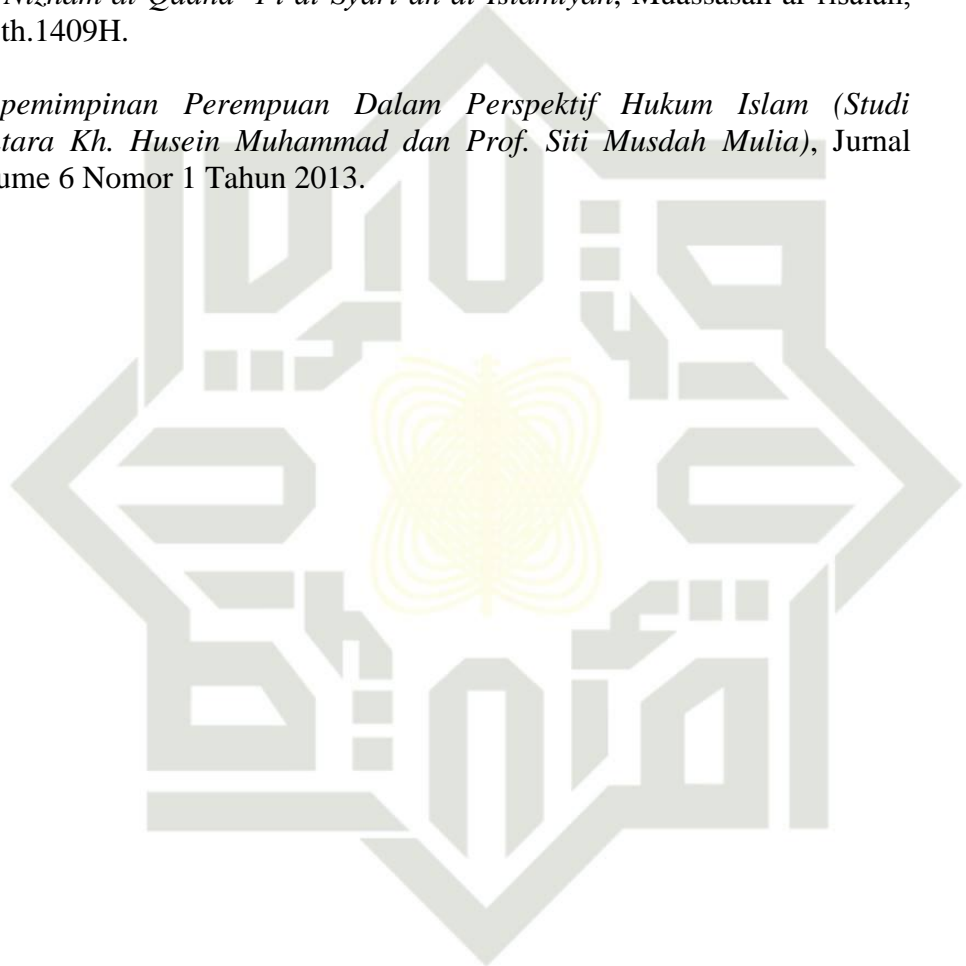 Nizham al-Qadha' Fi al-Syari'ah al-Islamiyah, Muassasah ar-risalah,
th.1409H.
pemimpinan Perempuan Dalam Perspektif Hukum Islam (Studi
tara Kh. Husein Muhammad dan Prof. Siti Musdah Mulia), Jurnal
ume 6 Nomor 1 Tahun 2013.